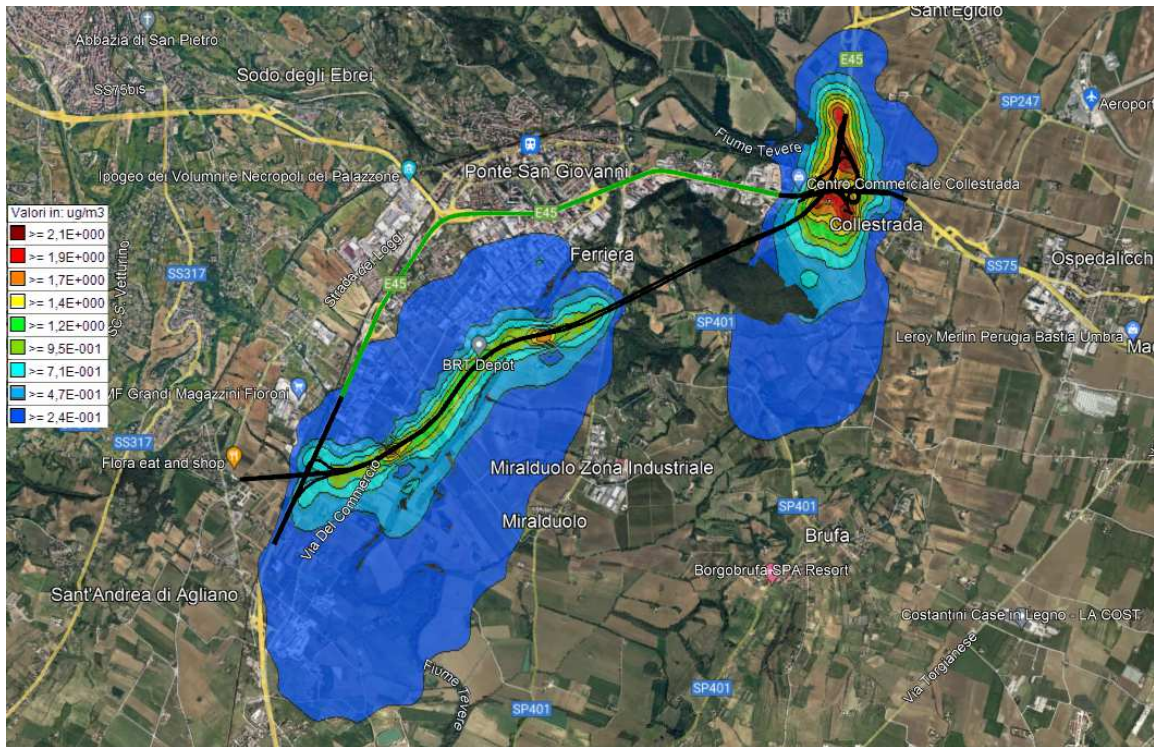 Sant'Egidio
Abbazia di San Pietro
E45
Sodo degli Ebrei
SS75bis
SP247
Aeroport
Fiume Tevere
Ponte San Giovanni
Ipogeo dei Volumni e Necropoli del Palazzone
Centro Commerciale Collestrada
E45
Collestrada
Valori in: ug/m3
>= 2,1E+000
>= 1,9E+000
>= 1,7E+000
>= 1,4E+000
>= 1,2E+000
>= 9,5E-001
>= 7,1E-001
>= 4,7E-001
>= 2,4E-001
Strada dei Loggi
Ferriera
SS317
SS75
Ospedalicch
E45
SP401
Leroy Merlin Perugia Bastia Umbra
Ma
BRT Depot
MF Grandi Magazzini Fioroni
SS317
Flora eat and shop
Via Del Commercio
Miralduolo Zona Industriale
SP401
Miralduolo
Brufa
Borgobrufa SPA Resort
Sant'Andrea di Agliano
Costantini Case in Legno - LA COST
Fiume Tevere
Via Torgianese
SP401
SP401